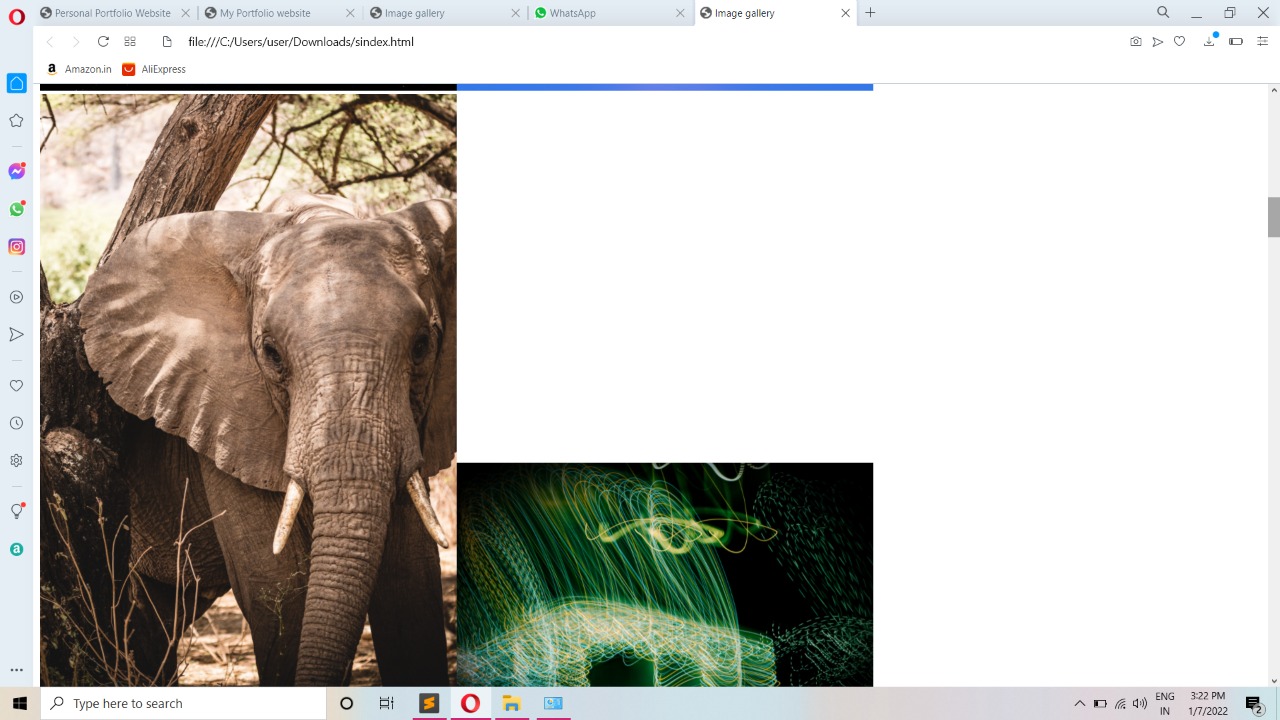 Personal Portfolio Website
My Portfolio website
Image gallery
WhatsApp
Image gallery
file:///C:/Users/user/Downloads/sindex.html
Amazon.in
AliExpress
Type here to search
ENG
IN
3:22 PM
1/7/2022
2